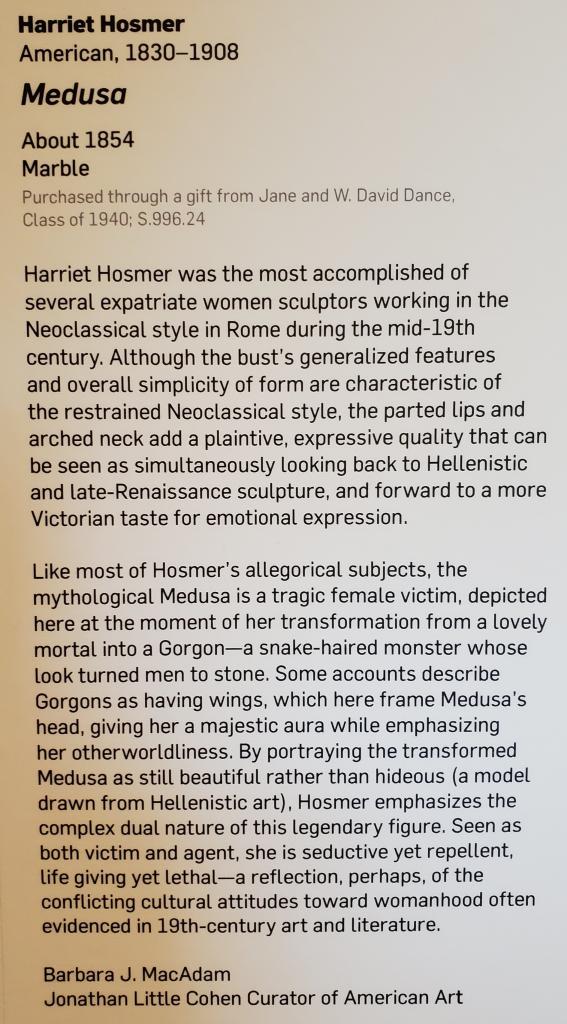 Harriet Hosmer
American, 1830–1908
Medusa
About 1854
Marble
Purchased through a gift from Jane and W. David Dance,
Class of 1940; S.996.24
Harriet Hosmer was the most accomplished of
several expatriate women sculptors working in the
Neoclassical style in Rome during the mid-19th
century. Although the bust's generalized features
and overall simplicity of form are characteristic of
the restrained Neoclassical style, the parted lips and
arched neck add a plaintive, expressive quality that can
be seen as simultaneously looking back to Hellenistic
and late-Renaissance sculpture, and forward to a more
Victorian taste for emotional expression.
Like most of Hosmer's allegorical subjects, the
mythological Medusa is a tragic female victim, depicted
here at the moment of her transformation from a lovely
mortal into a Gorgon—a snake-haired monster whose
look turned men to stone. Some accounts describe
Gorgons as having wings, which here frame Medusa's
head, giving her a majestic aura while emphasizing
her otherworldliness. By portraying the transformed
Medusa as still beautiful rather than hideous (a model
drawn from Hellenistic art), Hosmer emphasizes the
complex dual nature of this legendary figure. Seen as
both victim and agent, she is seductive yet repellent,
life giving yet lethal—a reflection, perhaps, of the
conflicting cultural attitudes toward womanhood often
evidenced in 19th-century art and literature.
Barbara J. MacAdam
Jonathan Little Cohen Curator of American Art